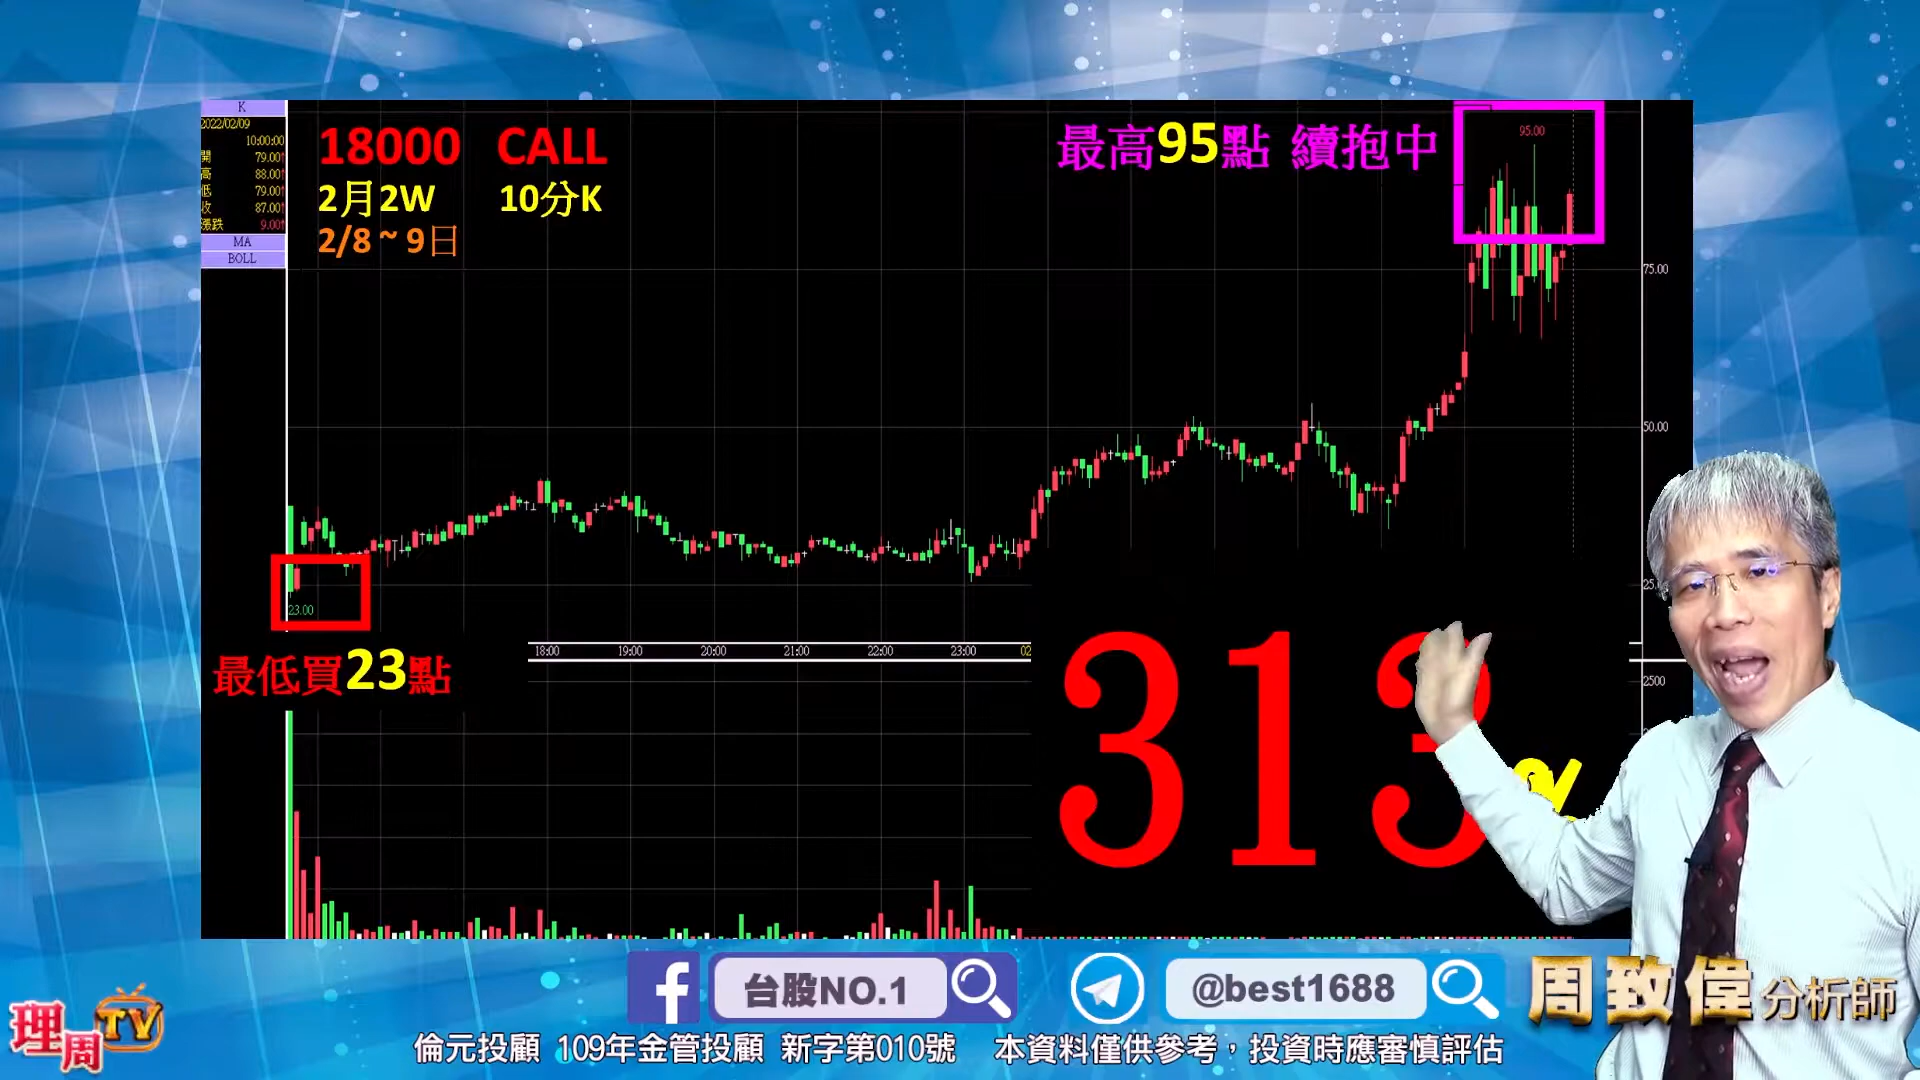 K
2022/02/09
10:00:00
開 79.00↑
高 88.00↑
低 79.00↑
收 87.00↑
漲跌 9.00↑
MA
BOLL
18000 CALL
2月2W 10分K
2/8 ~ 9日
最高95點 續抱中
95.00
75.00
50.00
23.00
最低買23點
18:00 19:00 20:00 21:00 22:00 23:00 02
2500
313%
台股NO.1
@best1688
周致偉分析師
理周TV
倫元投顧 109年金管投顧 新字第010號 本資料僅供參考，投資時應審慎評估